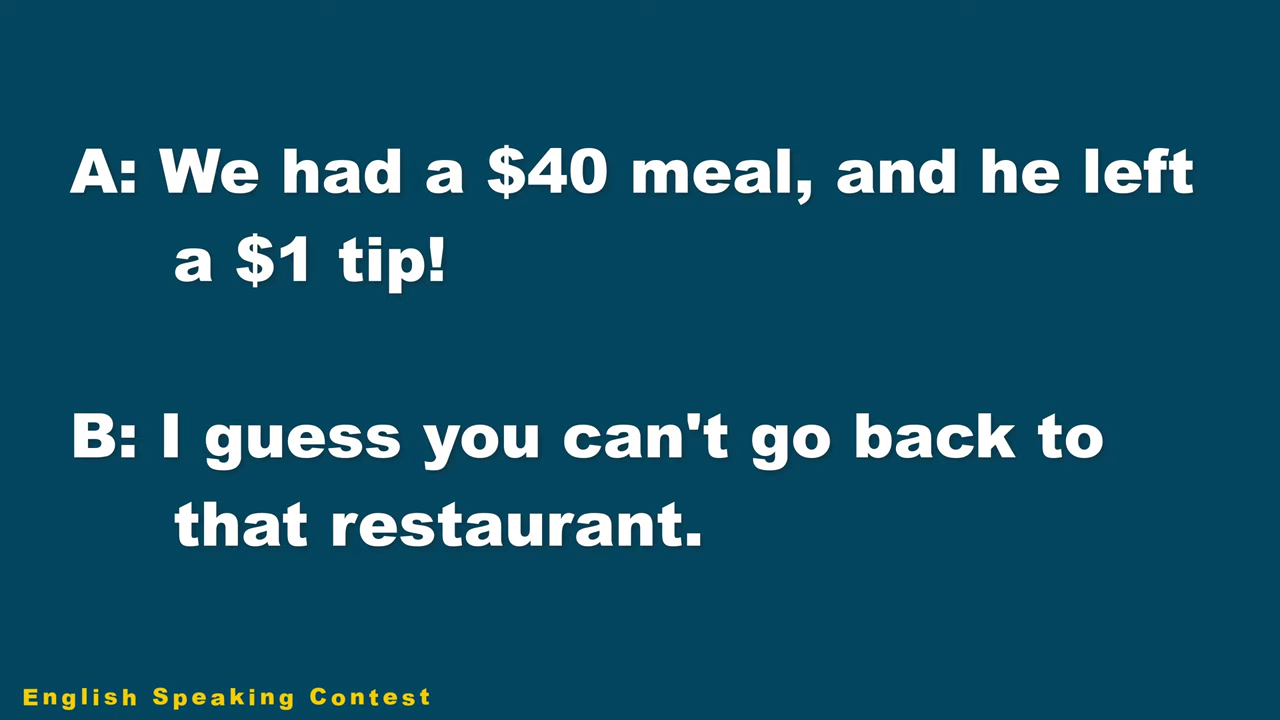 A: We had a $40 meal, and he left
a $1 tip!
B: I guess you can't go back to
that restaurant.
English Speaking Contest